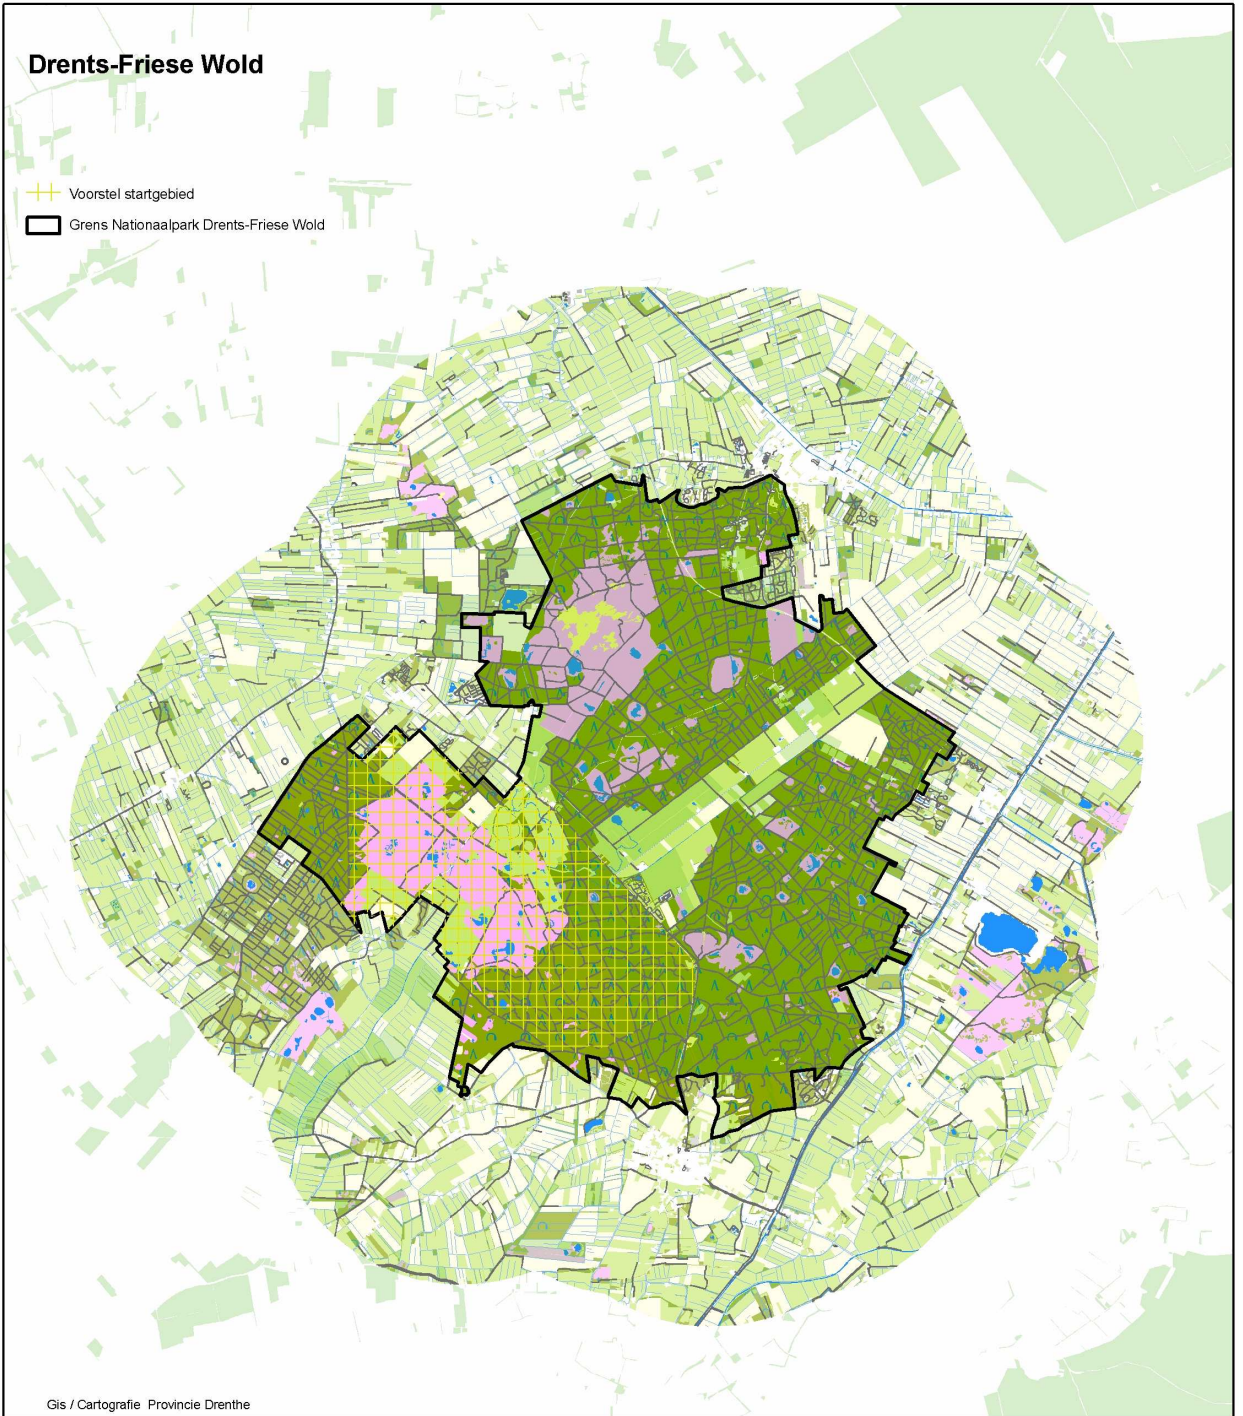 Drents-Friese Wold
Voorstel startgebied
Grens Nationaalpark Drents-Friese Wold
Gis / Cartografie Provincie Drenthe